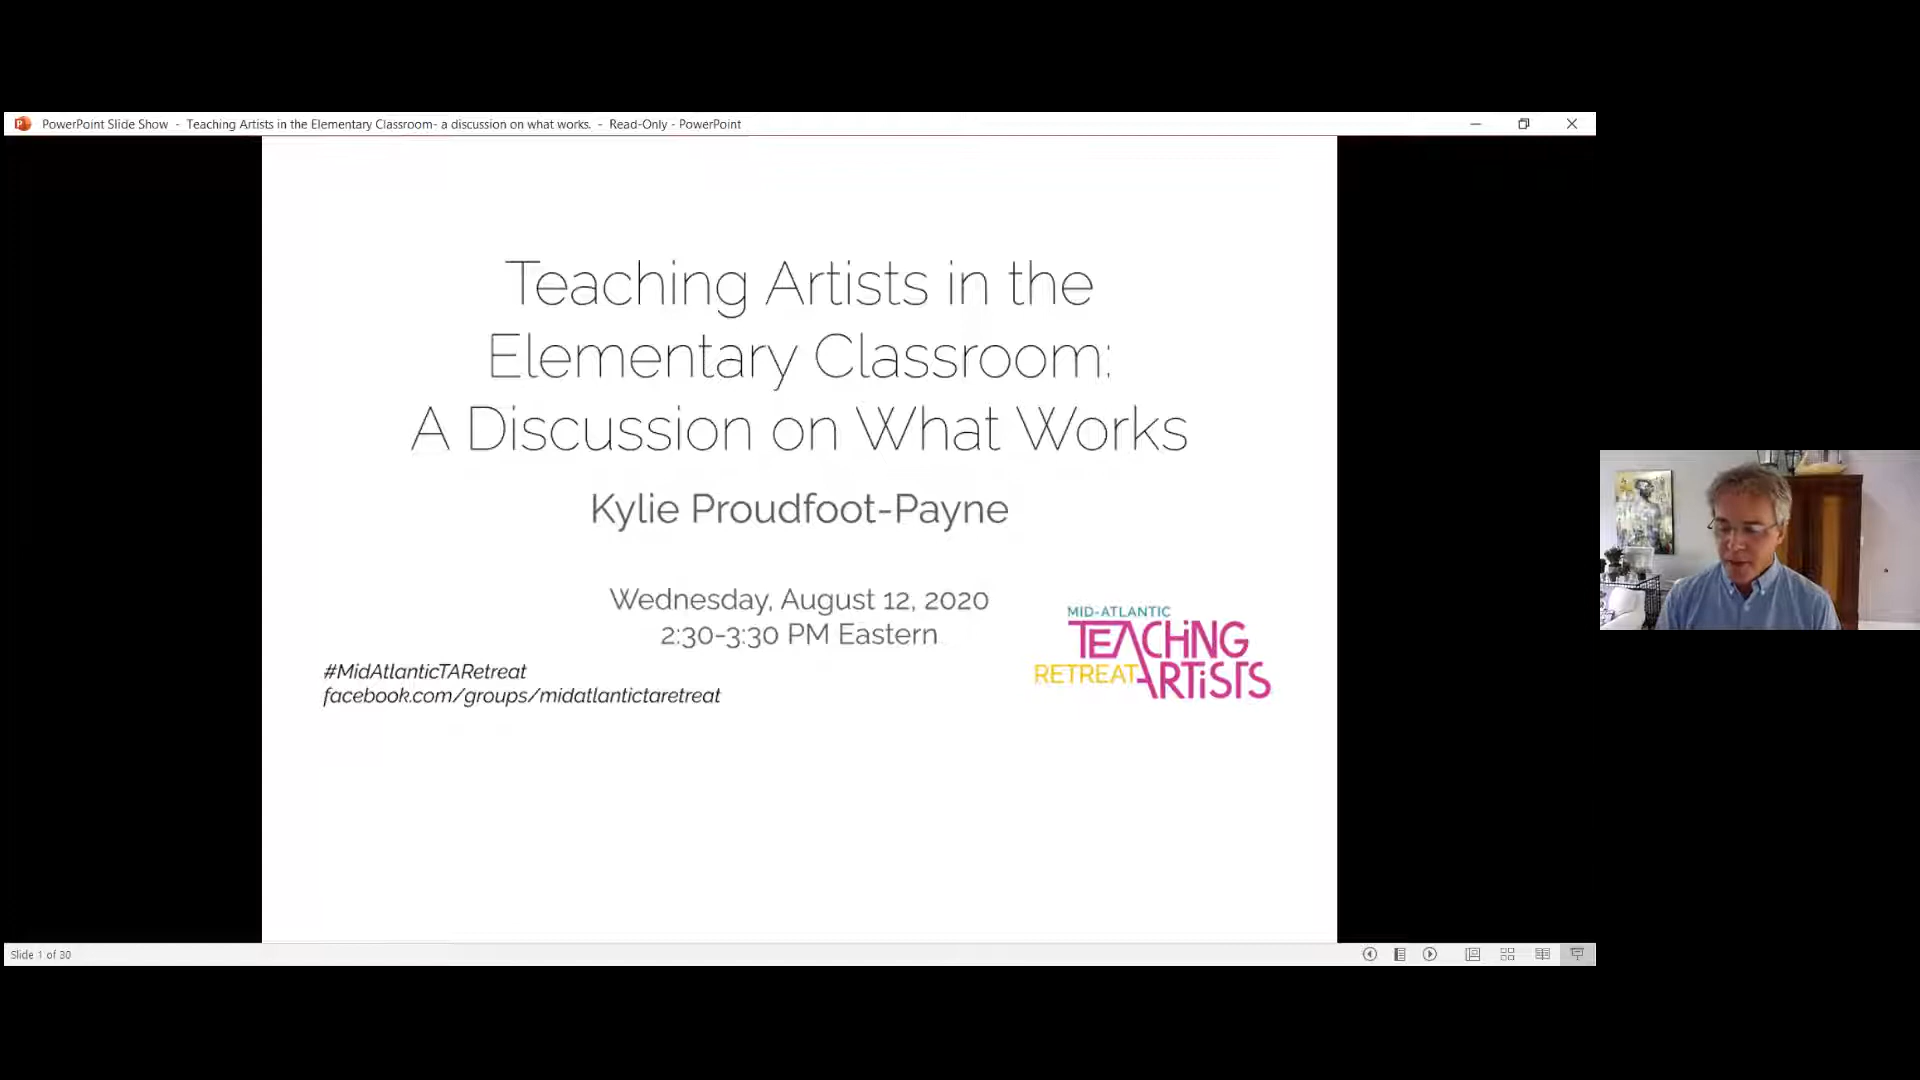 PowerPoint Slide Show - Teaching Artists in the Elementary Classroom- a discussion on what works. - Read-Only - PowerPoint
Teaching Artists in the
Elementary Classroom:
A Discussion on What Works
Kylie Proudfoot-Payne
Wednesday, August 12, 2020
2:30-3:30 PM Eastern
#MidAtlanticTARetreat
facebook.com/groups/midatlantictaretreat
MID-ATLANTIC
TEACHiNG
RETREAT ARTiSTS
Slide 1 of 30